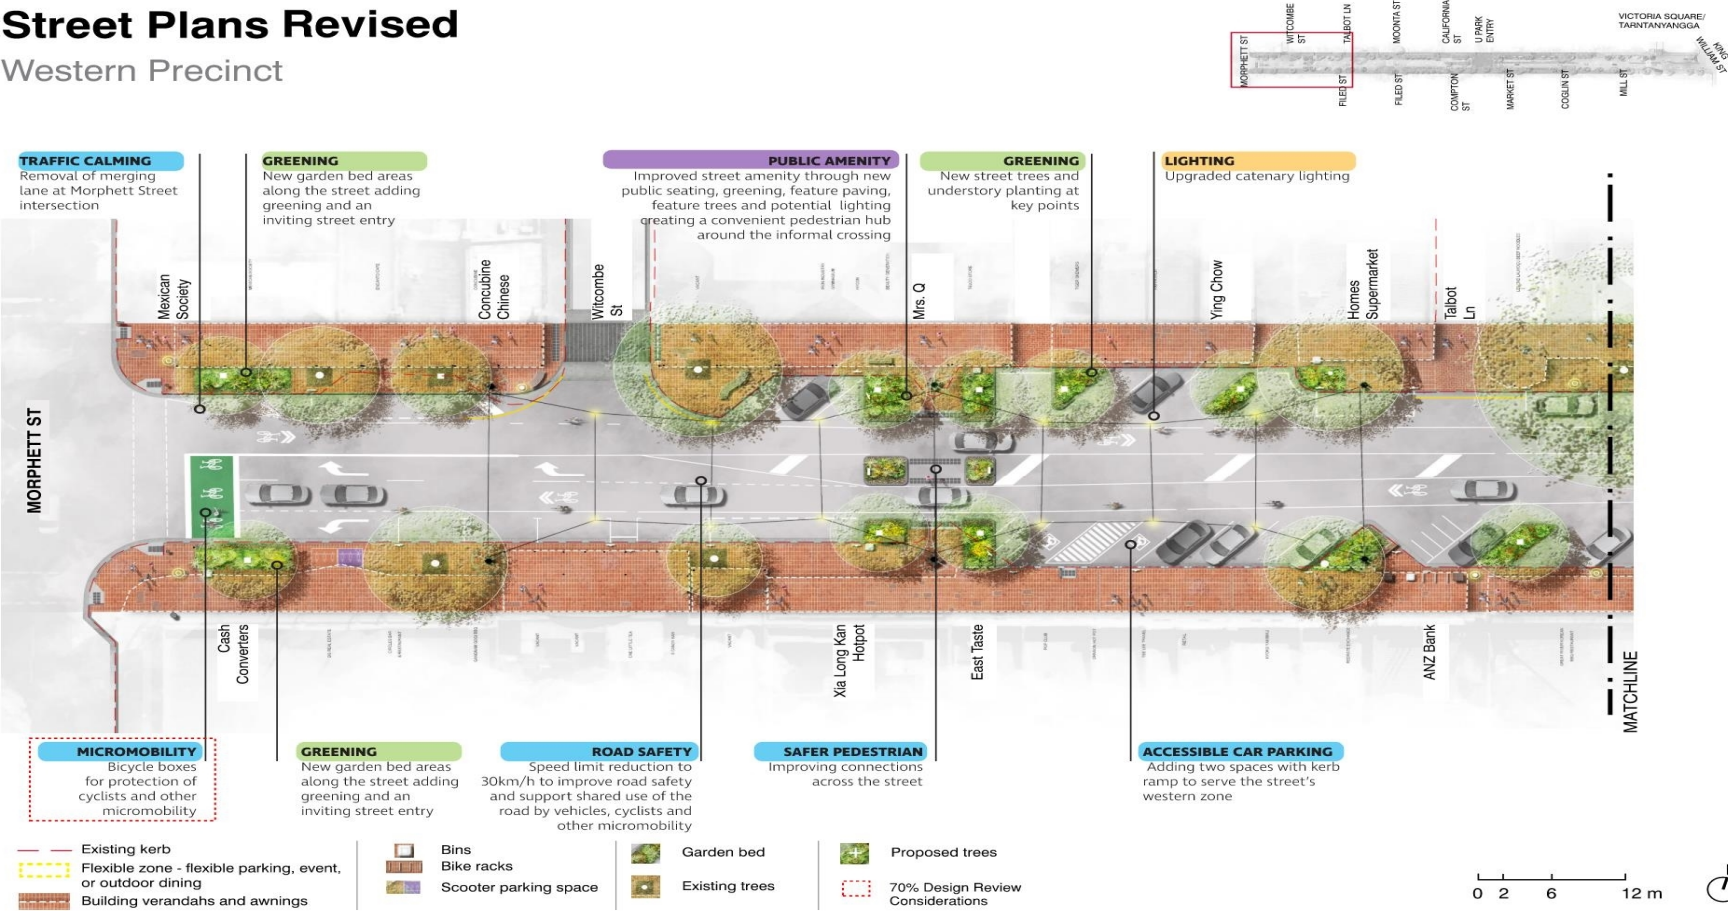 Street Plans Revised
Western Precinct
MORPHETT ST
WITCOMBE
ST
TALBOT LN
MOONTA ST
CALIFORNIA
ST
U PARK
ENTRY
VICTORIA SQUARE/
TARNTANYANGGA
KING
WILLIAM ST
FILED ST
FILED ST
COMPTON
ST
MARKET ST
COGLIN ST
MILL ST
TRAFFIC CALMING
Removal of merging
lane at Morphett Street
intersection
GREENING
New garden bed areas
along the street adding
greening and an
inviting street entry
PUBLIC AMENITY
Improved street amenity through new
public seating, greening, feature paving,
feature trees and potential lighting
creating a convenient pedestrian hub
around the informal crossing
GREENING
New street trees and
understory planting at
key points
LIGHTING
Upgraded catenary lighting
Mexican
Society
Concubine
Chinese
Witcombe
St
Mrs. Q
Ying Chow
Homes
Supermarket
Talbot
Ln
MORPHETT ST
Cash
Converters
Xia Long Kan
Hotpot
East Taste
ANZ Bank
MATCHLINE
MICROMOBILITY
Bicycle boxes
for protection of
cyclists and other
micromobility
GREENING
New garden bed areas
along the street adding
greening and an
inviting street entry
ROAD SAFETY
Speed limit reduction to
30km/h to improve road safety
and support shared use of the
road by vehicles, cyclists and
other micromobility
SAFER PEDESTRIAN
Improving connections
across the street
ACCESSIBLE CAR PARKING
Adding two spaces with kerb
ramp to serve the street's
western zone
Existing kerb
Flexible zone - flexible parking, event,
or outdoor dining
Building verandahs and awnings
Bins
Bike racks
Scooter parking space
Garden bed
Existing trees
Proposed trees
70% Design Review
Considerations
0 2 6 12 m